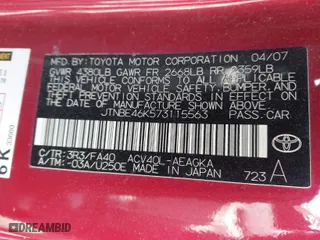 MFD. BY: TOYOTA MOTOR CORPORATION 04/07
GVWR 4380LB GAWR FR 2668LB RR 2359LB
THIS VEHICLE CONFORMS TO ALL APPLICABLE
FEDERAL MOTOR VEHICLE SAFETY, BUMPER, AND
THEFT PREVENTION STANDARDS IN EFFECT ON
THE DATE OF MANUFACTURE SHOWN ABOVE.
JTNBE46K573115563 PASS.CAR
C/TR: 3R3/FA40 ACV40L-AEAGKA
A/TM: -03A/U250E MADE IN JAPAN
TOYOTA
723 A